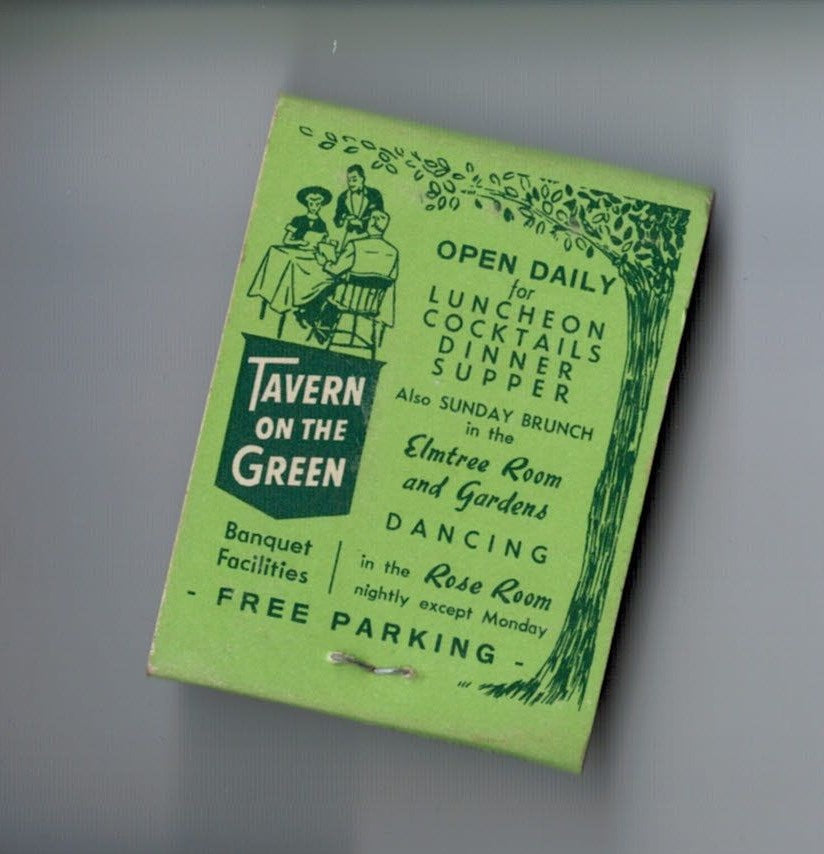 OPEN DAILY
for
LUNCHEON
COCKTAILS
DINNER
SUPPER
Also SUNDAY BRUNCH
in the
Elmtree Room
and Gardens
TAVERN
ON THE
GREEN
DANCING
in the Rose Room
nightly except Monday
Banquet
Facilities
- FREE PARKING -